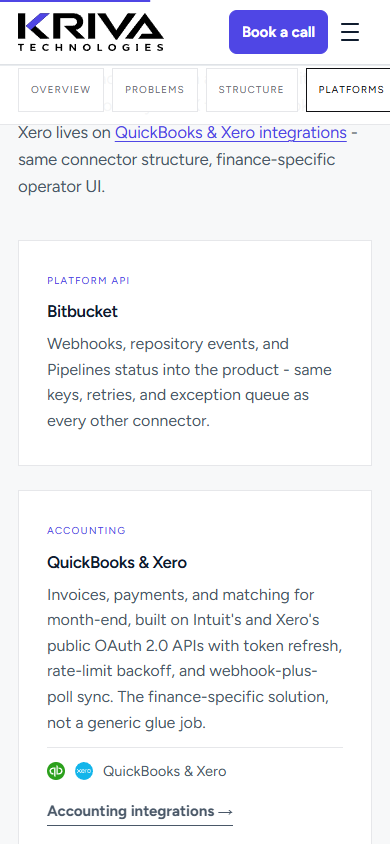 KRIVA
TECHNOLOGIES
Book a call
OVERVIEW
PROBLEMS
STRUCTURE
PLATFORMS
Xero lives on QuickBooks & Xero integrations -
same connector structure, finance-specific
operator UI.
PLATFORM API
Bitbucket
Webhooks, repository events, and
Pipelines status into the product - same
keys, retries, and exception queue as
every other connector.
ACCOUNTING
QuickBooks & Xero
Invoices, payments, and matching for
month-end, built on Intuit's and Xero's
public OAuth 2.0 APIs with token refresh,
rate-limit backoff, and webhook-plus-
poll sync. The finance-specific solution,
not a generic glue job.
qb
xero
QuickBooks & Xero
Accounting integrations →